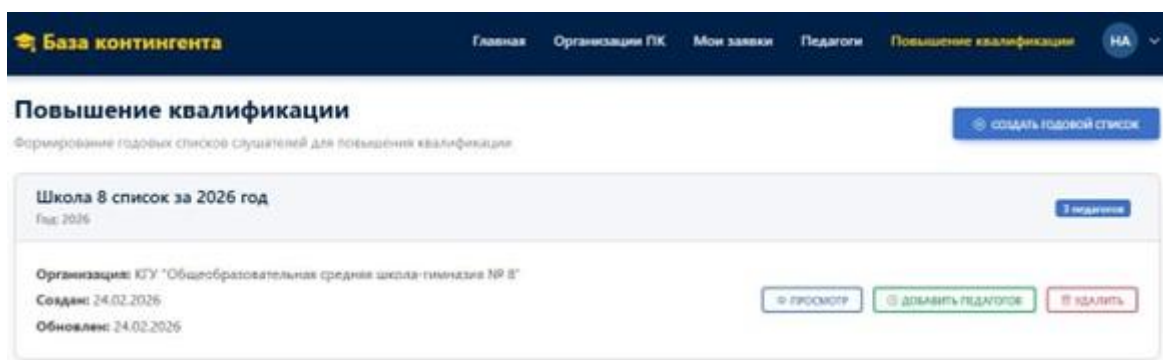 База контингента
Главная Организации ПК Мои заявки Педагоги Повышение квалификации НА
Повышение квалификации
СОЗДАТЬ ГОДОВОЙ СПИСОК
Формирование годовых списков слушателей для повышения квалификации
Школа 8 список за 2026 год
Год: 2026
3 педагогов
Организация: КГУ "Общеобразовательная средняя школа-гимназия № 8"
Создан: 24.02.2026
ПРОСМОТР ДОБАВИТЬ ПЕДАГОГОВ УДАЛИТЬ
Обновлен: 24.02.2026